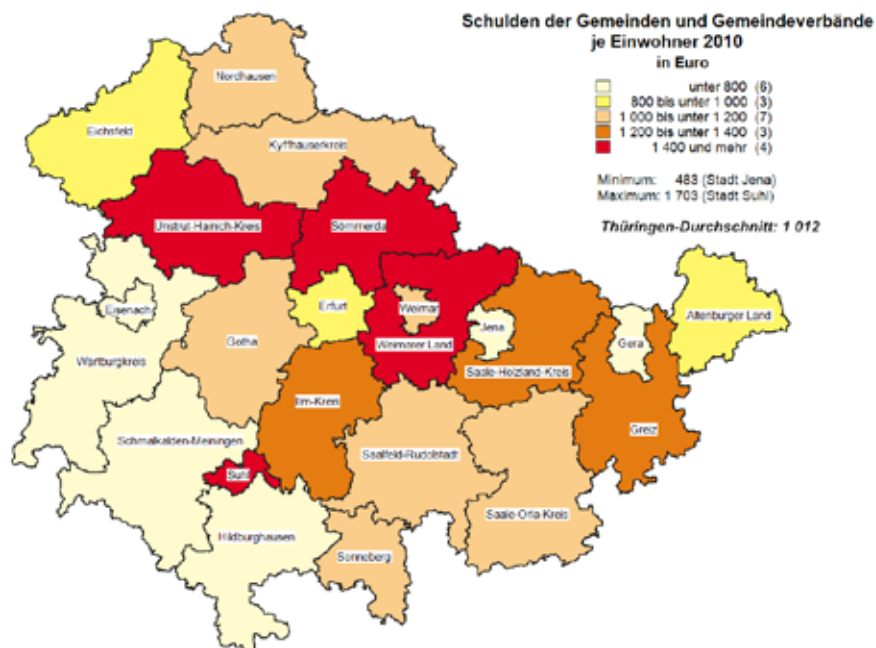 Schulden der Gemeinden und Gemeindeverbände
je Einwohner 2010
in Euro
unter 800 (6)
800 bis unter 1 000 (3)
1 000 bis unter 1 200 (7)
1 200 bis unter 1 400 (3)
1 400 und mehr (4)
Minimum: 483 (Stadt Jena)
Maximum: 1 703 (Stadt Suhl)
Thüringen-Durchschnitt: 1 012
Nordhausen
Eichsfeld
Kyffhäuserkreis
Unstrut-Hainich-Kreis
Sömmerda
Eisenach
Erfurt
Weimar
Jena
Altenburger Land
Gotha
Weimarer Land
Gera
Wartburgkreis
Saale-Holzland-Kreis
Ilm-Kreis
Greiz
Schmalkalden-Meiningen
Saalfeld-Rudolstadt
Suhl
Saale-Orla-Kreis
Hildburghausen
Sonneberg